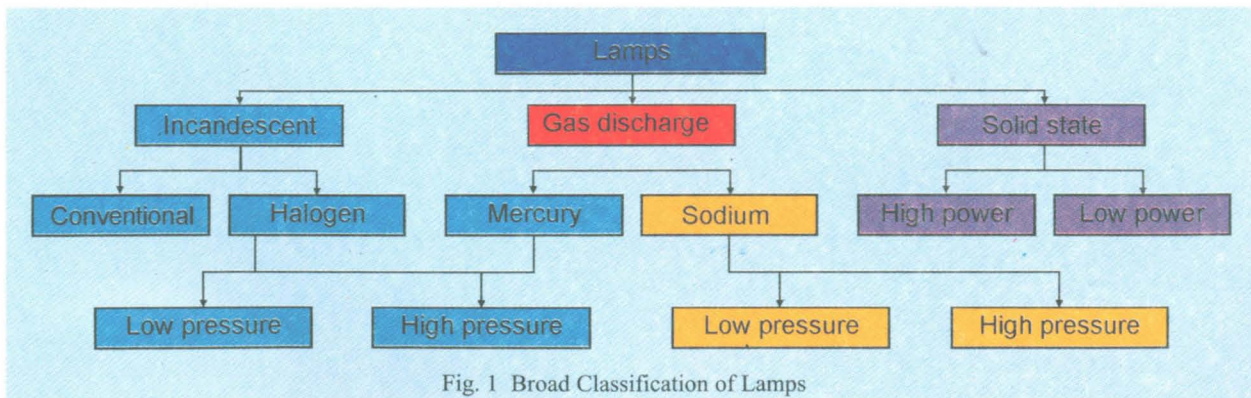 Lamps
Incandescent
Gas discharge
Solid state
Conventional
Halogen
Mercury
Sodium
High power
Low power
Low pressure
High pressure
Low pressure
High pressure
Fig. 1 Broad Classification of Lamps